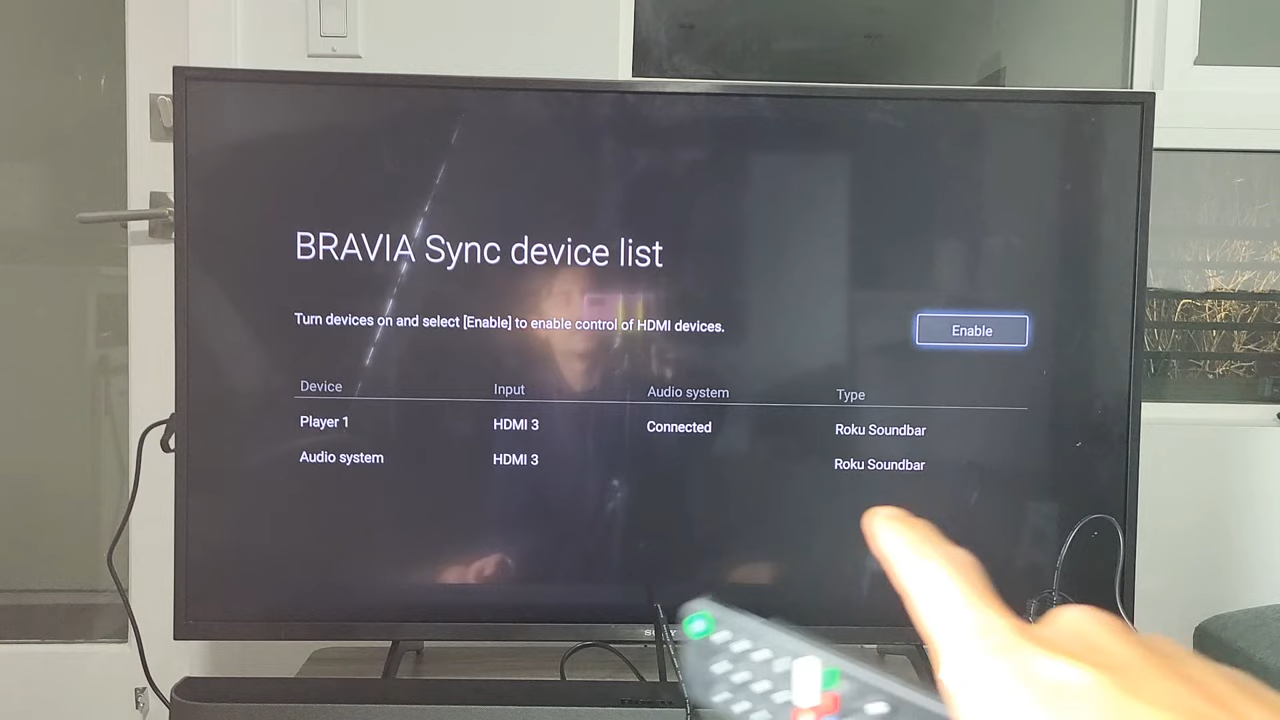 BRAVIA Sync device list
Turn devices on and select [Enable] to enable control of HDMI devices.
Enable
Device Input Audio system Type
Player 1 HDMI 3 Connected Roku Soundbar
Audio system HDMI 3 Roku Soundbar
SONY